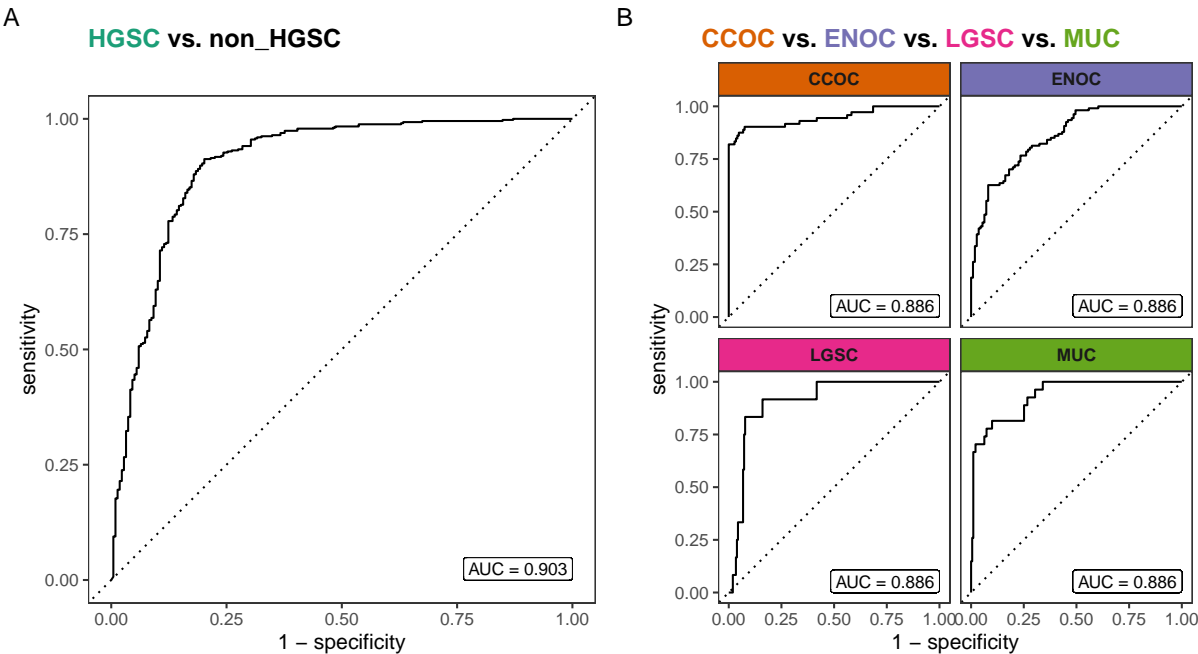 A
HGSC vs. non_HGSC
sensitivity
1.00
0.75
0.50
0.25
0.00
AUC = 0.903
0.00 0.25 0.50 0.75 1.00
1 − specificity
B
CCOC vs. ENOC vs. LGSC vs. MUC
sensitivity
CCOC
ENOC
1.00
0.75
0.50
0.25
0.00
AUC = 0.886
AUC = 0.886
LGSC
MUC
1.00
0.75
0.50
0.25
0.00
AUC = 0.886
AUC = 0.886
0.00 0.25 0.50 0.75 1.00 0.00 0.25 0.50 0.75 1.00
1 − specificity